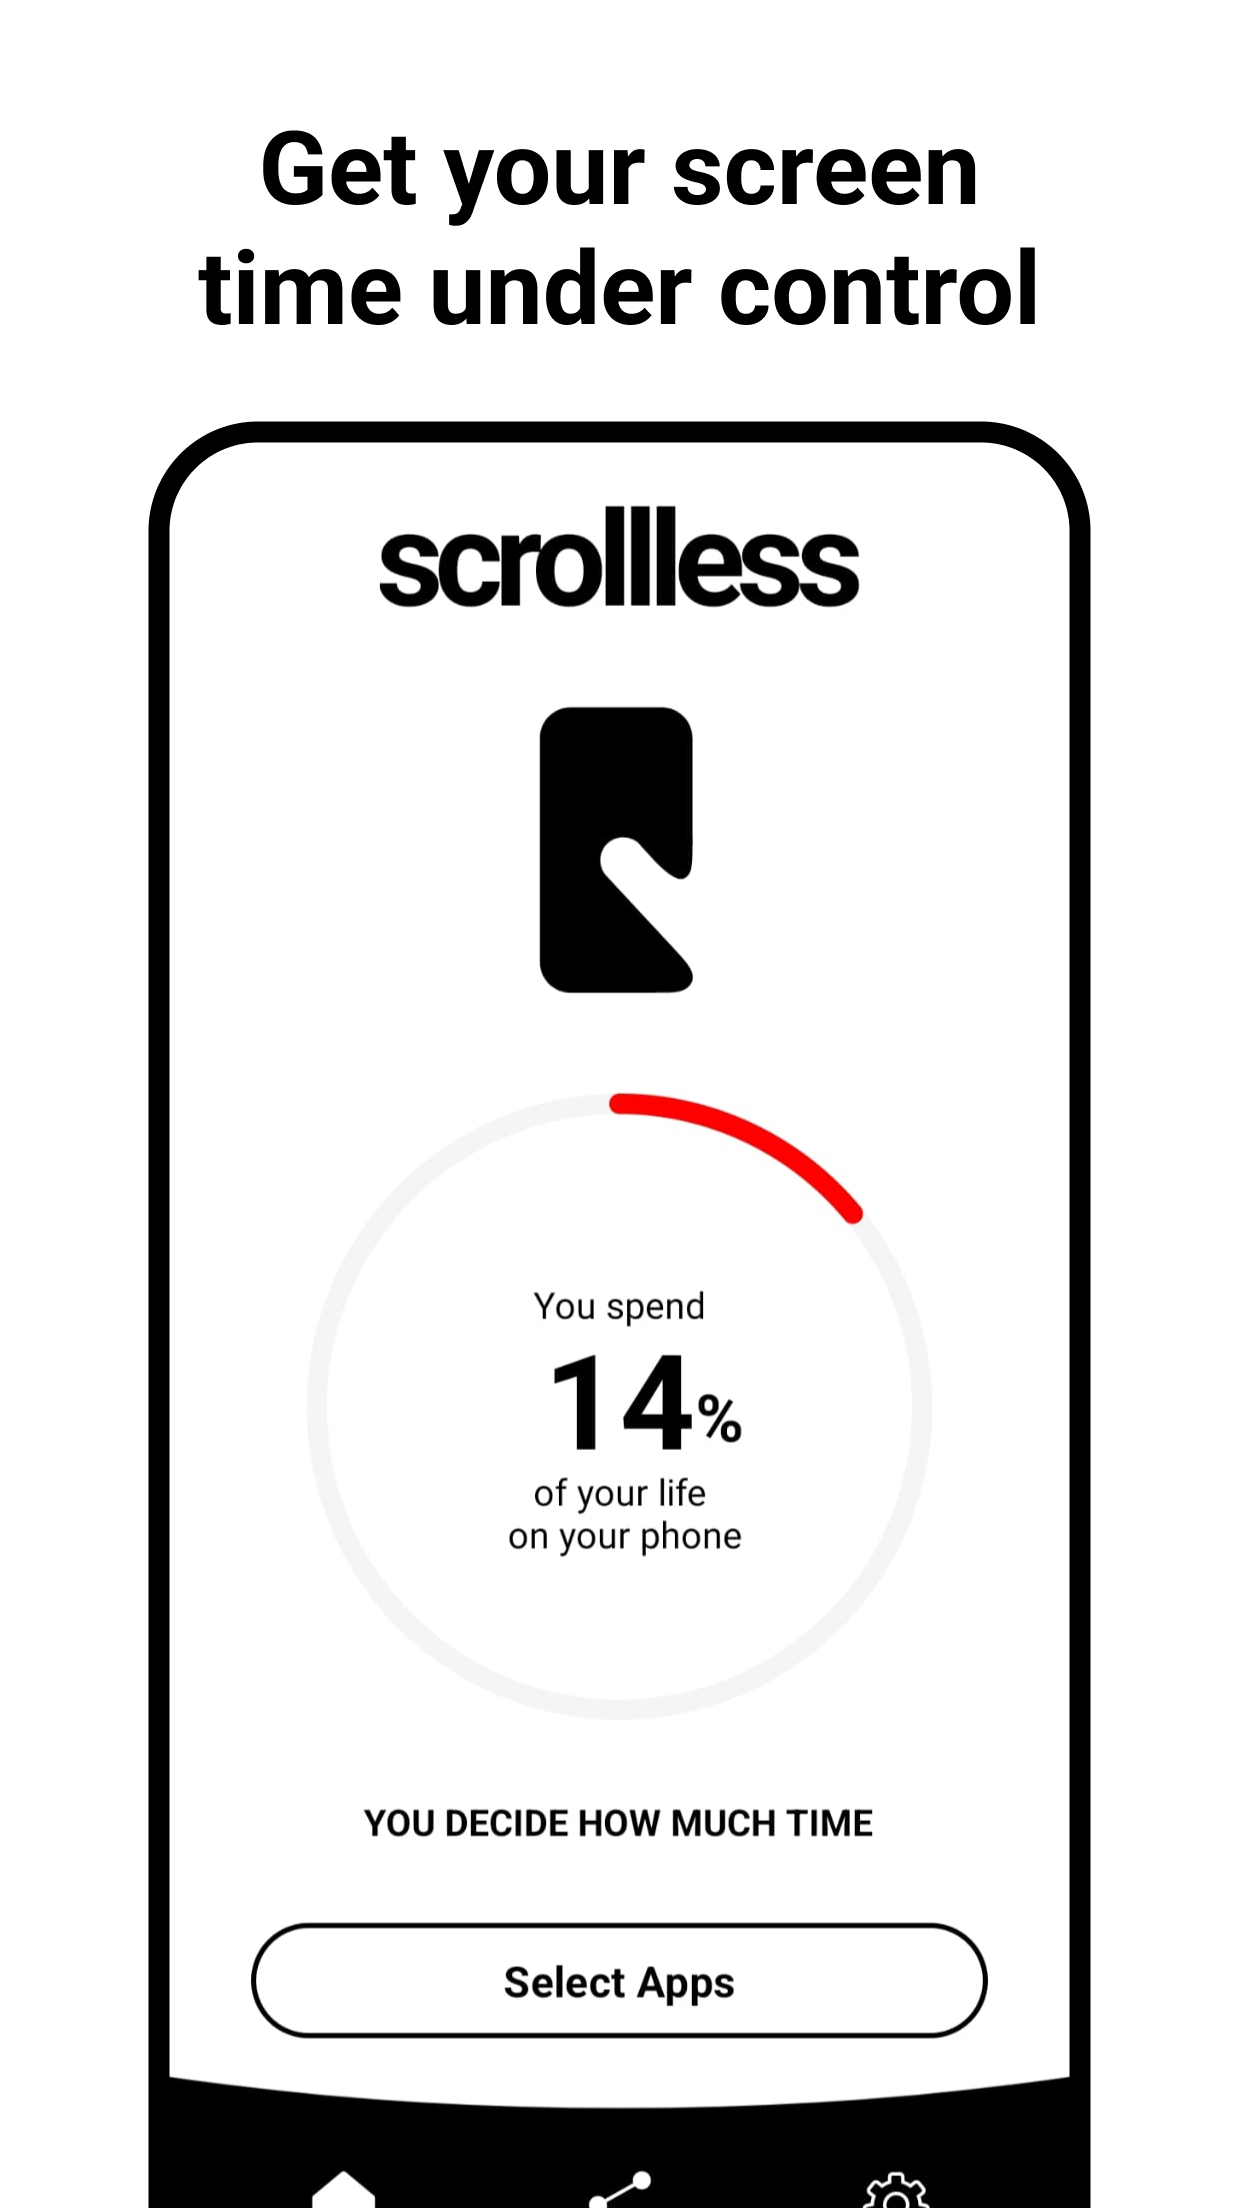 Get your screen
time under control
scrollless
You spend
14%
of your life
on your phone
YOU DECIDE HOW MUCH TIME
Select Apps